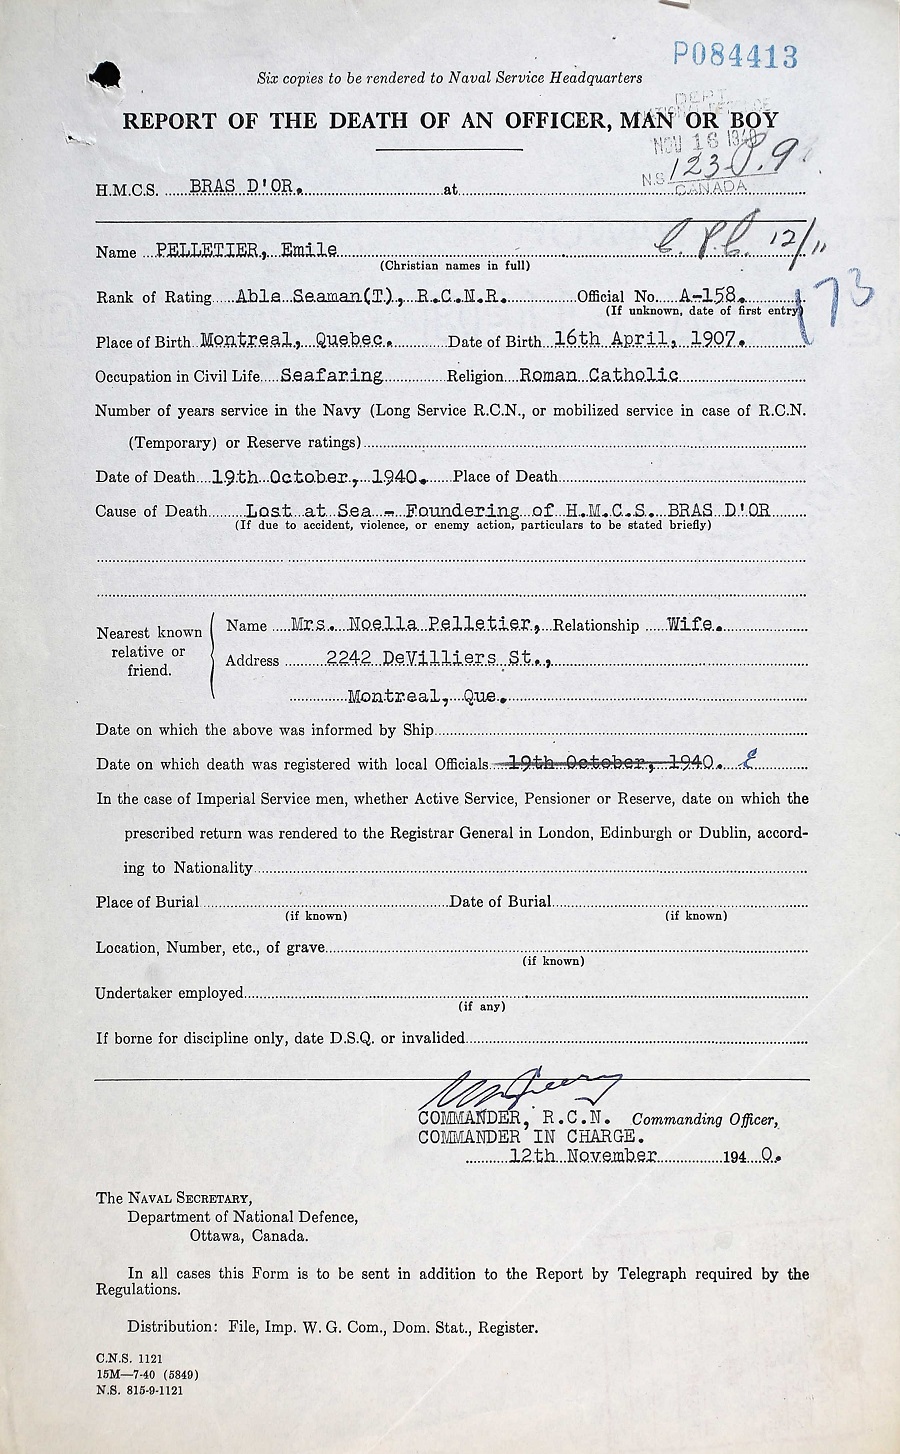 P084413
Six copies to be rendered to Naval Service Headquarters
REPORT OF THE DEATH OF AN OFFICER, MAN OR BOY
DEPT
NATIONAL DEFENCE
NOV 16 1940
N.S. 123-P.9
CANADA
H.M.C.S. BRAS D'OR. at
Name PELLETIER, Emile 12/11
(Christian names in full)
Rank of Rating Able Seaman(T), R.C.N.R. Official No. A-158.
(If unknown, date of first entry)
173
Place of Birth Montreal, Quebec. Date of Birth 16th April, 1907.
Occupation in Civil Life Seafaring Religion Roman Catholic
Number of years service in the Navy (Long Service R.C.N., or mobilized service in case of R.C.N.
(Temporary) or Reserve ratings)
Date of Death 19th October, 1940. Place of Death
Cause of Death Lost at Sea - Foundering of H.M.C.S. BRAS D'OR
(If due to accident, violence, or enemy action, particulars to be stated briefly)
Nearest known relative or friend.
Name Mrs. Noella Pelletier, Relationship Wife.
Address 2242 DeVilliers St.,
Montreal, Que.
Date on which the above was informed by Ship
Date on which death was registered with local Officials 19th October, 1940.
In the case of Imperial Service men, whether Active Service, Pensioner or Reserve, date on which the
prescribed return was rendered to the Registrar General in London, Edinburgh or Dublin, accord-
ing to Nationality
Place of Burial Date of Burial
(if known) (if known)
Location, Number, etc., of grave
(if known)
Undertaker employed
(if any)
If borne for discipline only, date D.S.Q. or invalided
COMMANDER, R.C.N. Commanding Officer,
COMMANDER IN CHARGE.
12th November 1940.
The NAVAL SECRETARY,
Department of National Defence,
Ottawa, Canada.
In all cases this Form is to be sent in addition to the Report by Telegraph required by the
Regulations.
Distribution: File, Imp. W. G. Com., Dom. Stat., Register.
C.N.S. 1121
15M—7-40 (5849)
N.S. 815-9-1121